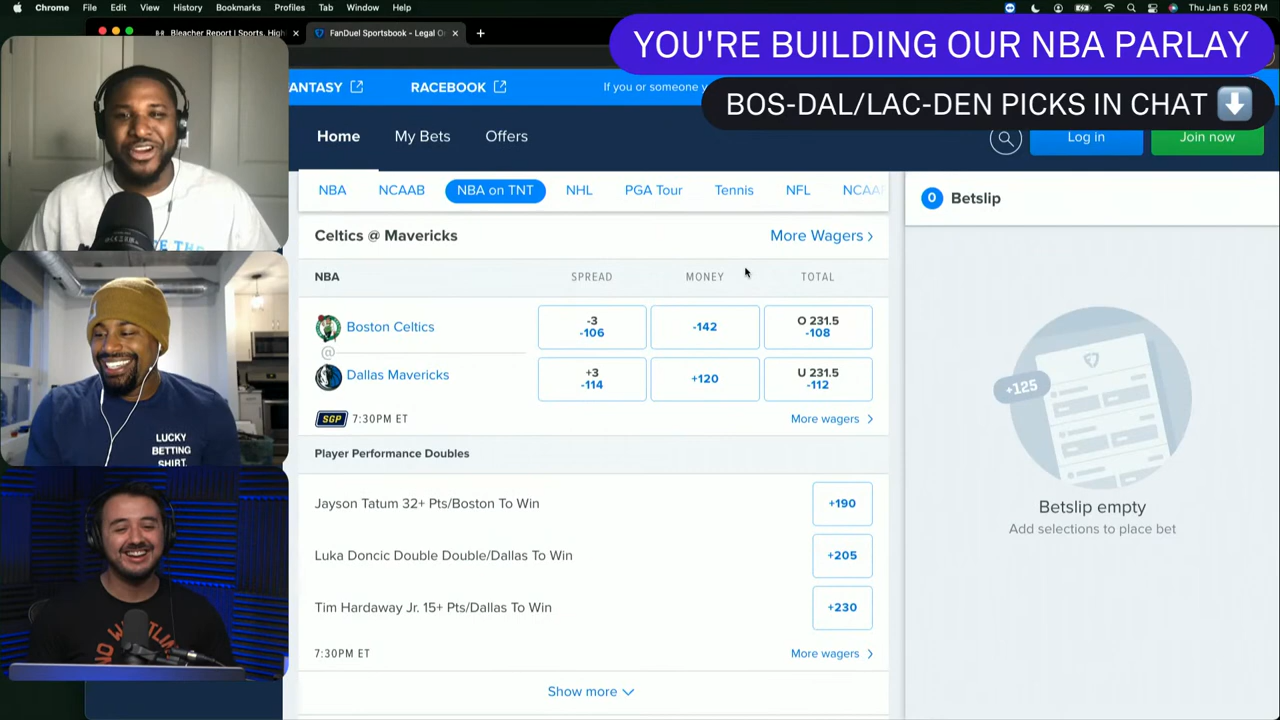 Chrome File Edit View History Bookmarks Profiles Tab Window Help
Thu Jan 5 5:02 PM
Bleacher Report | Sports, High
FanDuel Sportsbook - Legal On
YOU'RE BUILDING OUR NBA PARLAY
BOS-DAL/LAC-DEN PICKS IN CHAT
ANTASY
RACEBOOK
If you or someone y
Home
My Bets
Offers
Log in
Join now
NBA
NCAAB
NBA on TNT
NHL
PGA Tour
Tennis
NFL
NCAAF
0 Betslip
Celtics @ Mavericks
More Wagers >
NBA
SPREAD
MONEY
TOTAL
Boston Celtics
-3
-106
-142
O 231.5
-108
@
Dallas Mavericks
+3
-114
+120
U 231.5
-112
SGP 7:30PM ET
More wagers >
Player Performance Doubles
Jayson Tatum 32+ Pts/Boston To Win
+190
Luka Doncic Double Double/Dallas To Win
+205
Tim Hardaway Jr. 15+ Pts/Dallas To Win
+230
7:30PM ET
More wagers >
Show more
+125
Betslip empty
Add selections to place bet
LUCKY
BETTING
SHIRT.